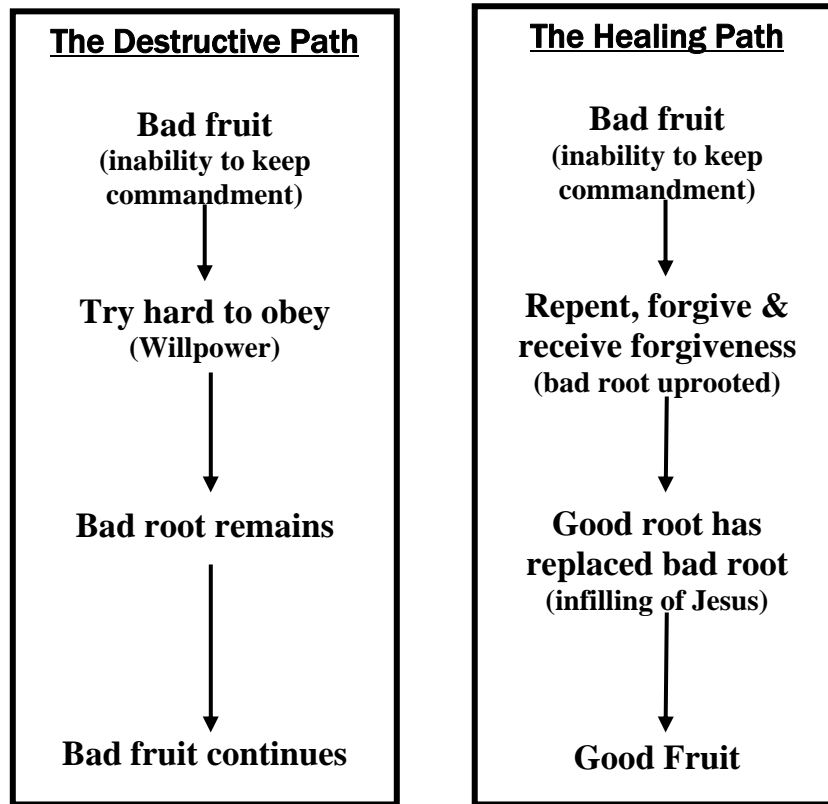 The Destructive Path
Bad fruit
(inability to keep
commandment)
Try hard to obey
(Willpower)
Bad root remains
Bad fruit continues
The Healing Path
Bad fruit
(inability to keep
commandment)
Repent, forgive &
receive forgiveness
(bad root uprooted)
Good root has
replaced bad root
(infilling of Jesus)
Good Fruit